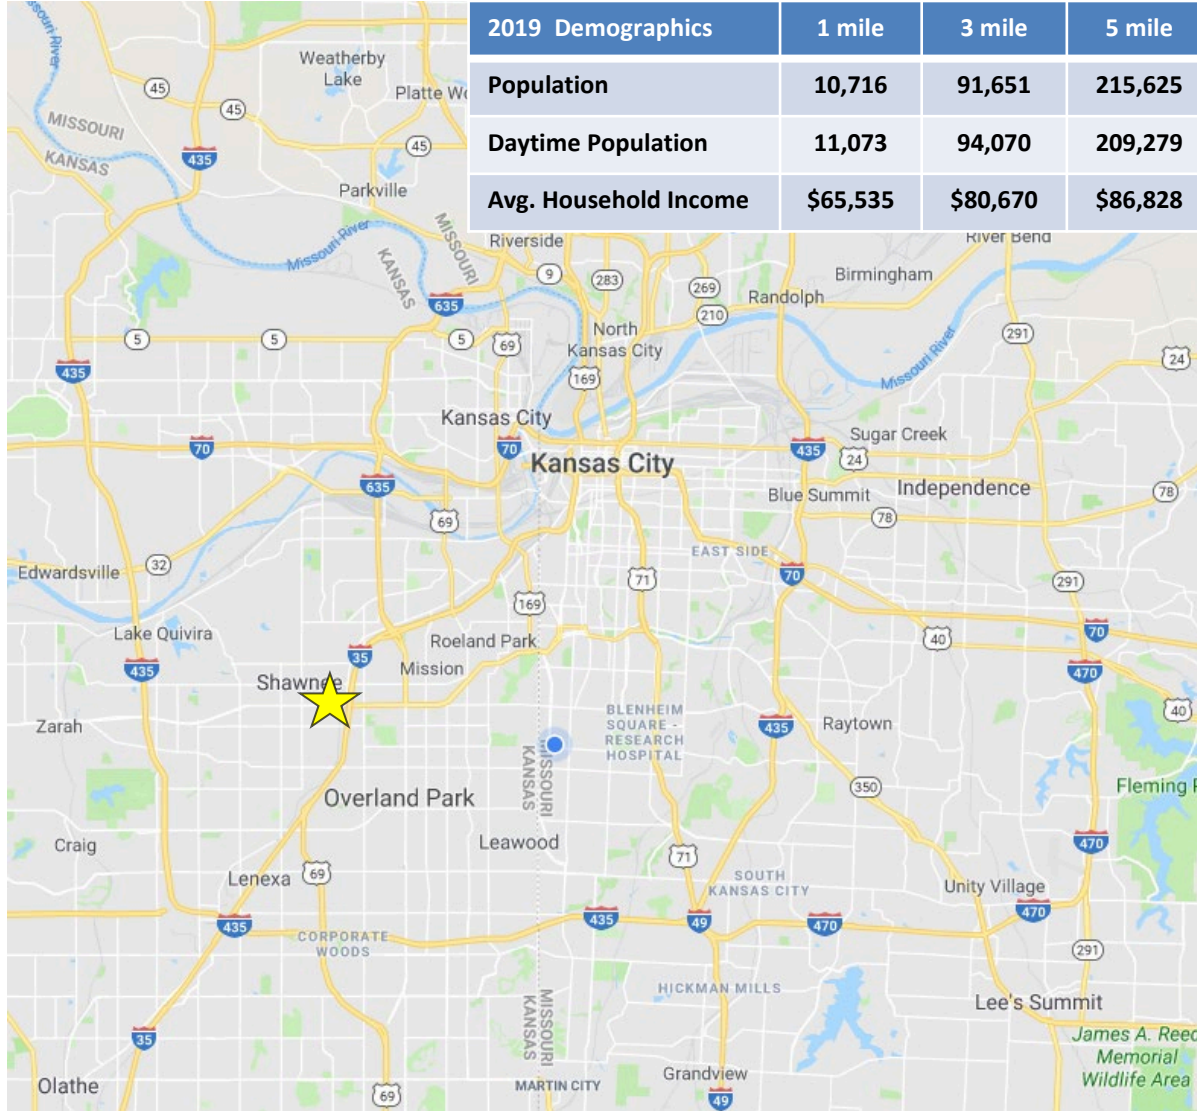 2019 Demographics 1 mile 3 mile 5 mile
Population 10,716 91,651 215,625
Daytime Population 11,073 94,070 209,279
Avg. Household Income $65,535 $80,670 $86,828
Missouri River
Weatherby
Lake
45
45
Platte
45
MISSOURI
KANSAS
435
Parkville
MISSOURI
KANSAS
Missouri River
Riverside
River Bend
9
283
269
Birmingham
Randolph
635
210
5
5
5
69
North
Kansas City
291
Missouri River
24
435
169
Kansas City
70
70
Kansas City
435
Sugar Creek
24
Independence
Blue Summit
635
69
78
78
EAST SIDE
Edwardsville
32
71
70
291
169
Lake Quivira
Roeland Park
40
70
35
Mission
435
Shawnee
470
40
Zarah
BLENHEIM
SQUARE -
RESEARCH
HOSPITAL
435
Raytown
MISSOURI
KANSAS
350
Fleming
Overland Park
Craig
Leawood
470
71
Lenexa
69
SOUTH
KANSAS CITY
Unity Village
470
435
435
49
470
CORPORATE
WOODS
291
HICKMAN MILLS
MISSOURI
KANSAS
Lee's Summit
35
James A. Reed
Memorial
Wildlife Area
Olathe
69
MARTIN CITY
Grandview
49